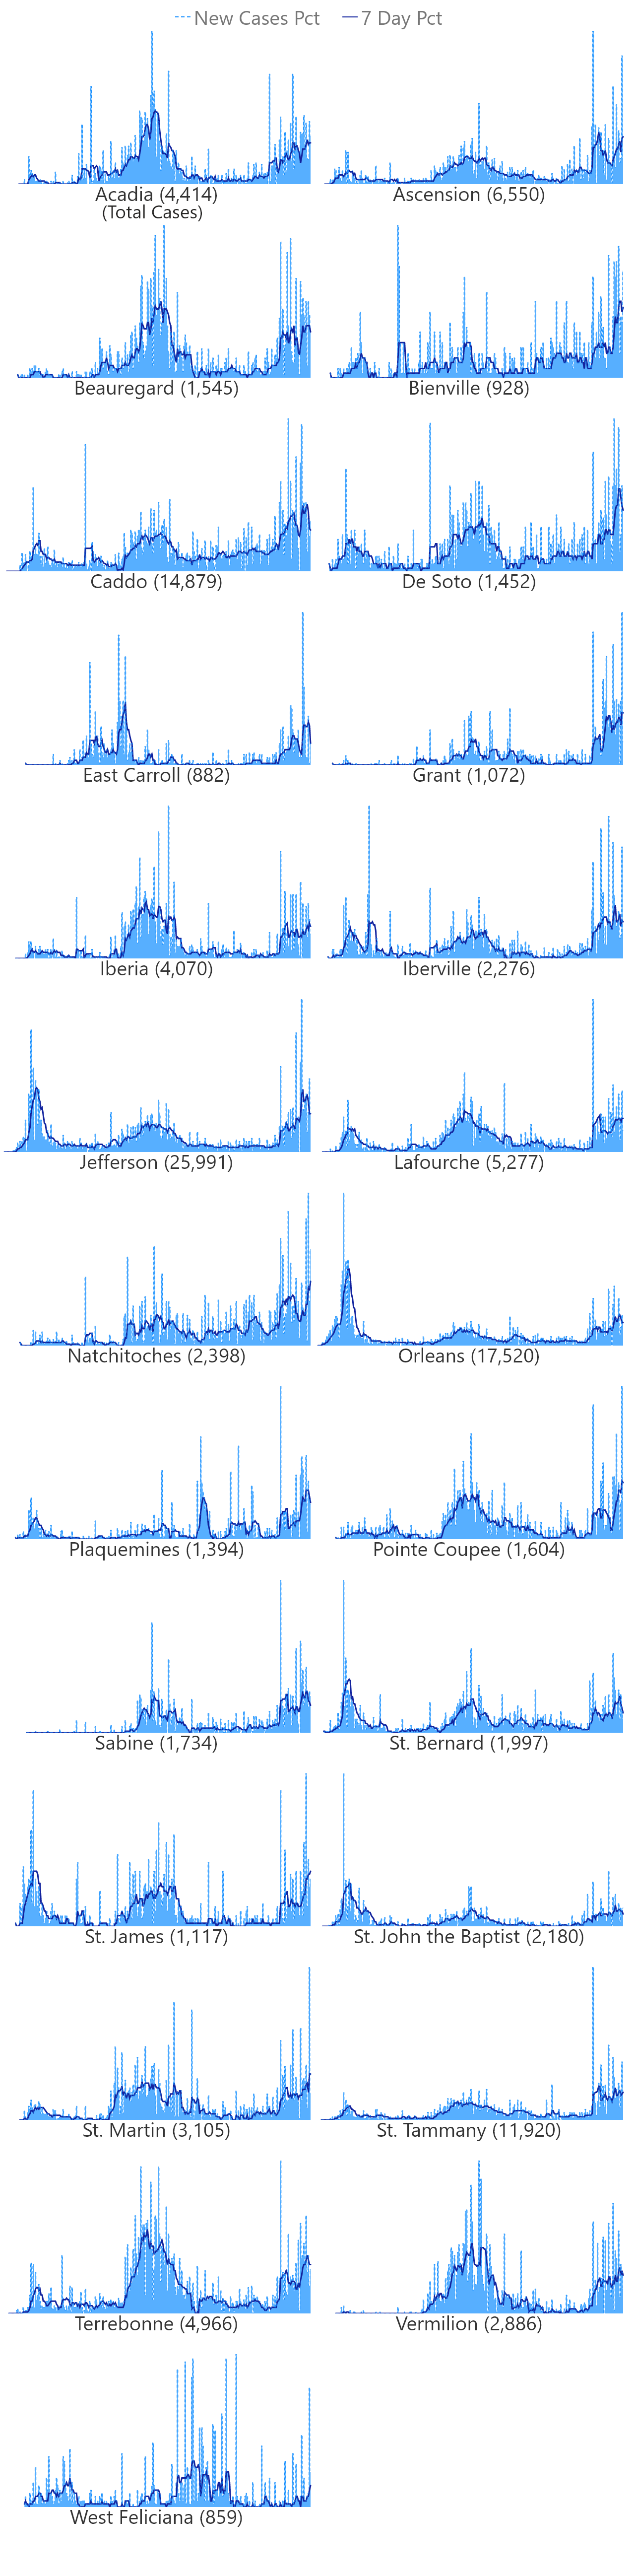 New Cases Pct 7 Day Pct
Acadia (4,414)
(Total Cases)
Ascension (6,550)
Beauregard (1,545)
Bienville (928)
Caddo (14,879)
De Soto (1,452)
East Carroll (882)
Grant (1,072)
Iberia (4,070)
Iberville (2,276)
Jefferson (25,991)
Lafourche (5,277)
Natchitoches (2,398)
Orleans (17,520)
Plaquemines (1,394)
Pointe Coupee (1,604)
Sabine (1,734)
St. Bernard (1,997)
St. James (1,117)
St. John the Baptist (2,180)
St. Martin (3,105)
St. Tammany (11,920)
Terrebonne (4,966)
Vermilion (2,886)
West Feliciana (859)